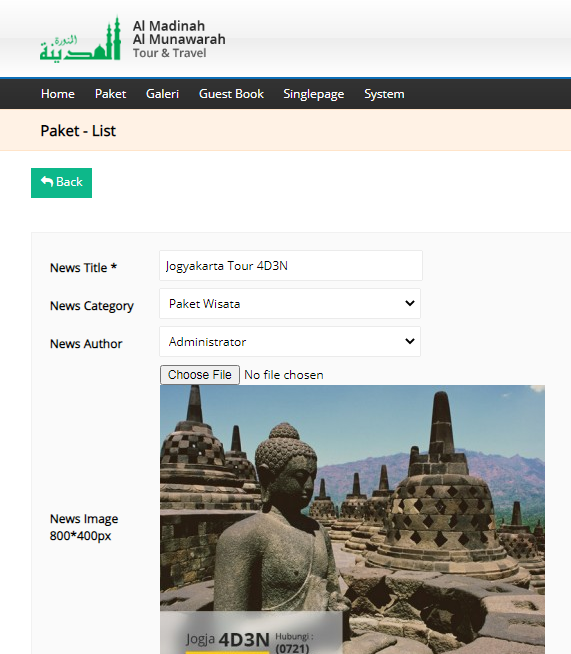 النورة
المدينة
Al Madinah
Al Munawarah
Tour & Travel
Home Paket Galeri Guest Book Singlepage System
Paket - List
Back
News Title * Jogyakarta Tour 4D3N
News Category Paket Wisata
News Author Administrator
Choose File No file chosen
News Image
800*400px
Jogja 4D3N Hubungi :
(0721)